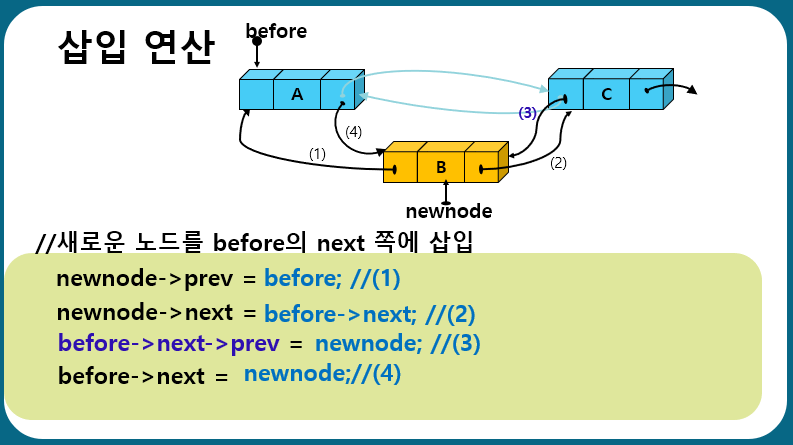 삽입 연산
before
A
C
(3)
(4)
(1)
B
(2)
newnode
//새로운 노드를 before의 next 쪽에 삽입
newnode->prev = before; //(1)
newnode->next = before->next; //(2)
before->next->prev = newnode; //(3)
before->next = newnode;//(4)